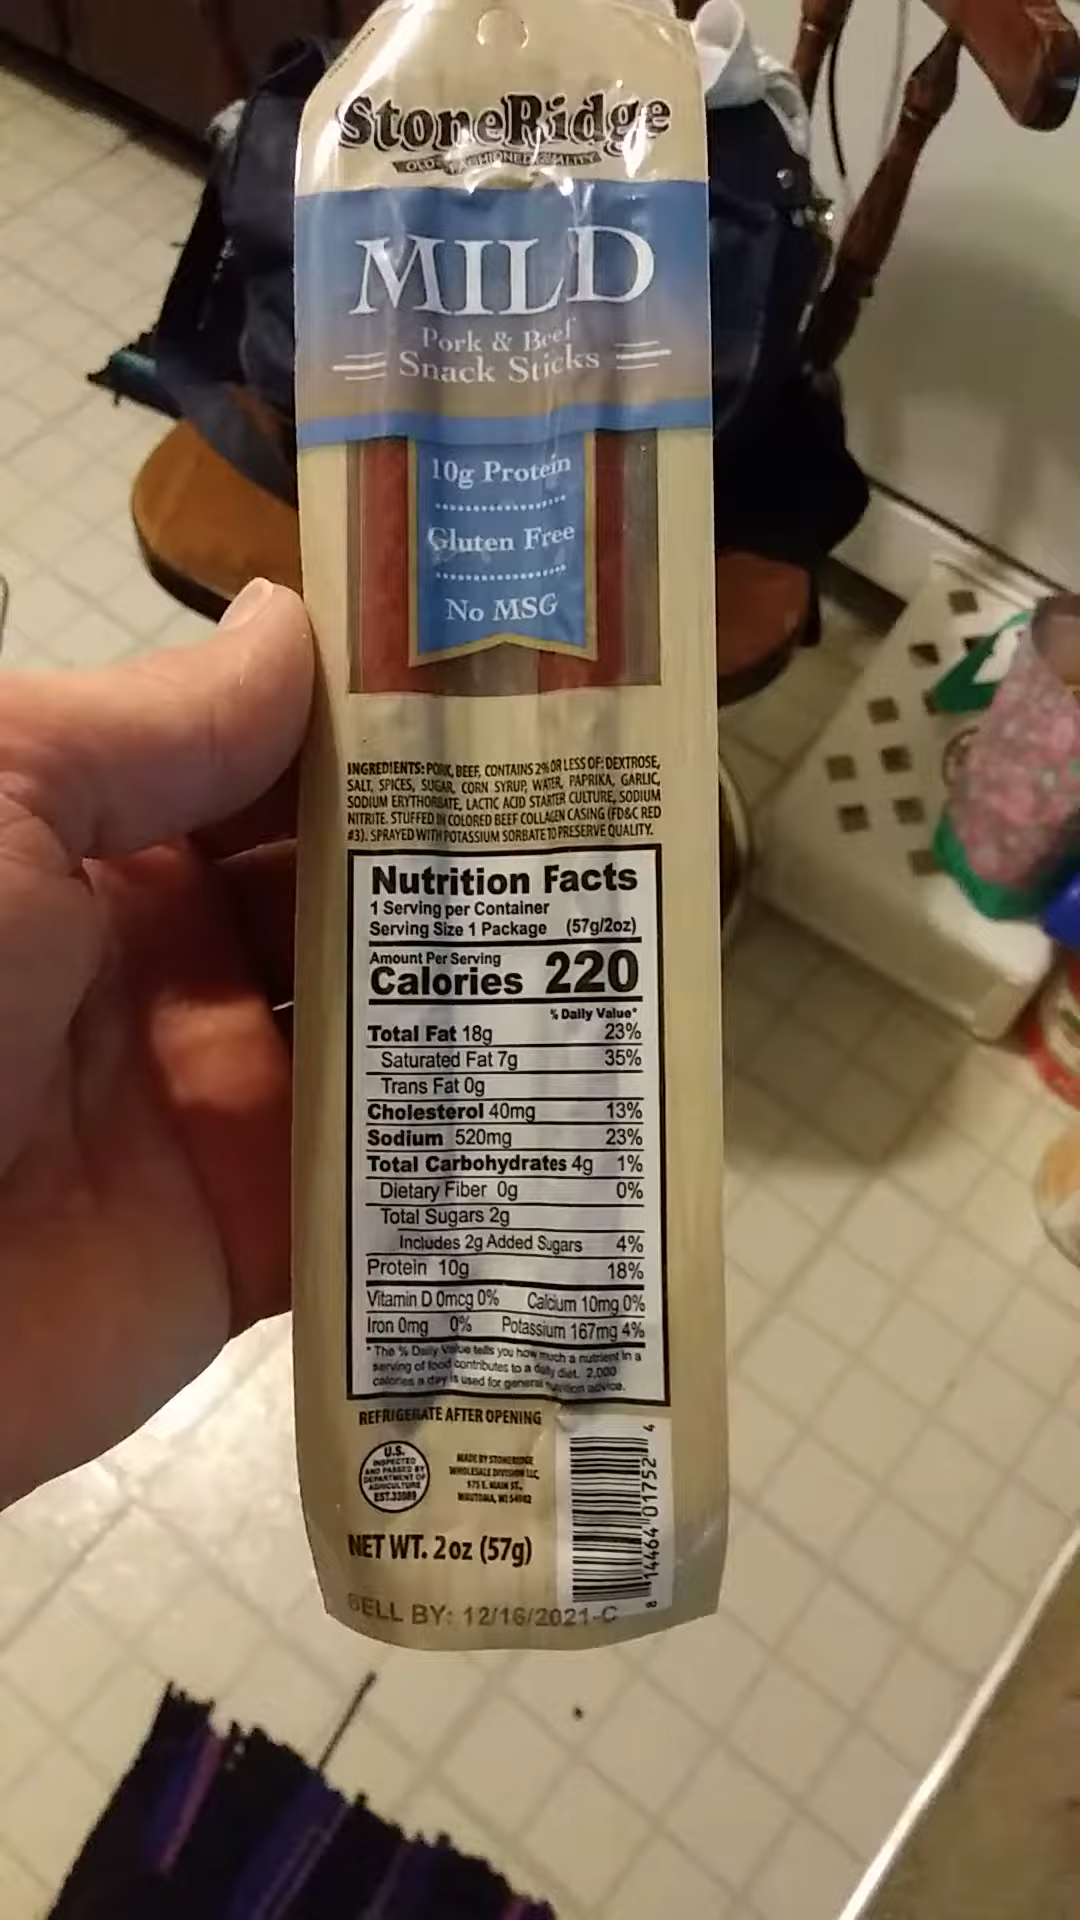 StoneRidge
OLD FASHIONED QUALITY
MILD
Pork & Beef
Snack Sticks
10g Protein
Gluten Free
No MSG
INGREDIENTS: PORK, BEEF, CONTAINS 2% OR LESS OF: DEXTROSE,
SALT, SPICES, SUGAR, CORN SYRUP, WATER, PAPRIKA, GARLIC,
SODIUM ERYTHORBATE, LACTIC ACID STARTER CULTURE, SODIUM
NITRITE. STUFFED IN COLORED BEEF COLLAGEN CASING (FD&C RED
#3). SPRAYED WITH POTASSIUM SORBATE TO PRESERVE QUALITY.
Nutrition Facts
1 Serving per Container
Serving Size 1 Package (57g/2oz)
Amount Per Serving
Calories 220
% Daily Value*
Total Fat 18g 23%
Saturated Fat 7g 35%
Trans Fat 0g
Cholesterol 40mg 13%
Sodium 520mg 23%
Total Carbohydrates 4g 1%
Dietary Fiber 0g 0%
Total Sugars 2g
Includes 2g Added Sugars 4%
Protein 10g 18%
Vitamin D 0mcg 0% Calcium 10mg 0%
Iron 0mg 0% Potassium 167mg 4%
* The % Daily Value tells you how much a nutrient in a
serving of food contributes to a daily diet. 2,000
calories a day is used for general nutrition advice.
REFRIGERATE AFTER OPENING
U.S.
INSPECTED
AND PASSED BY
DEPARTMENT OF
AGRICULTURE
EST.33089
MADE BY STONERIDGE
WHOLESALE DIVISION LLC,
975 E. MAIN ST.,
WAUTOMA, WI 54982
NET WT. 2oz (57g)
8 14464 01752 4
SELL BY: 12/16/2021-C